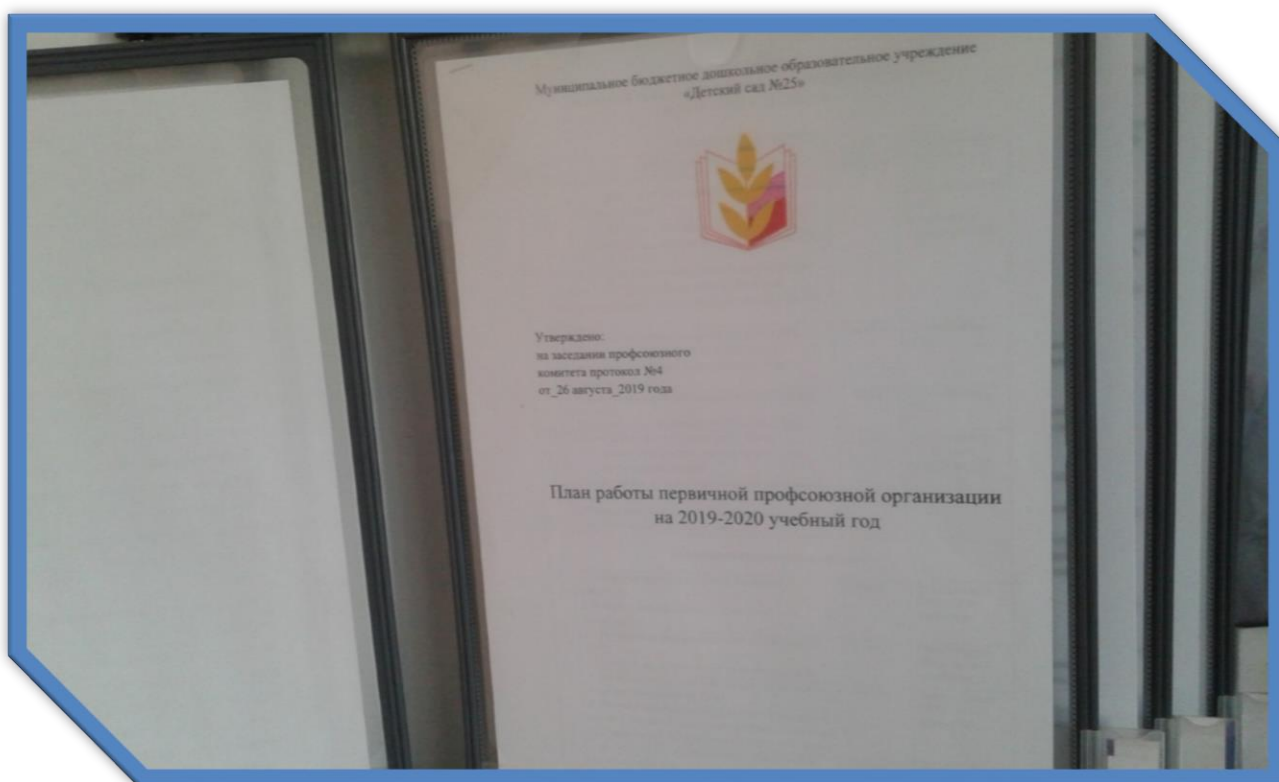 Муниципальное бюджетное дошкольное образовательное учреждение
«Детский сад №25»
Утверждено:
на заседании профсоюзного
комитета протокол №4
от_26 августа_2019 года
План работы первичной профсоюзной организации
на 2019-2020 учебный год